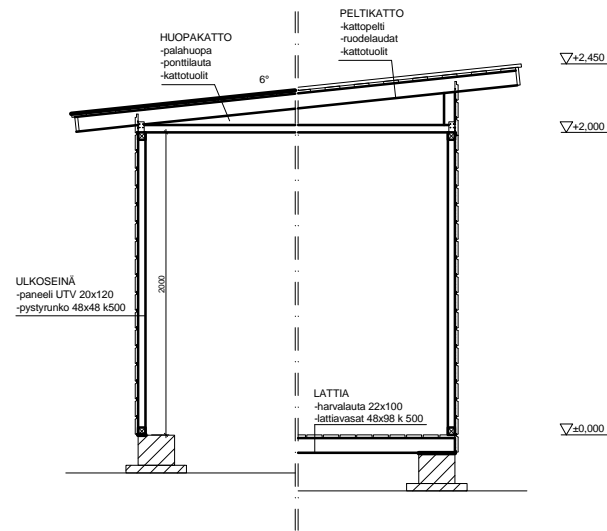 PELTIKATTO
-kattopelti
-ruodelaudat
-kattotuolit
HUOPAKATTO
-palahuopa
-ponttilauta
-kattotuolit
6°
+2,450
+2,000
2000
ULKOSEINÄ
-paneeli UTV 20x120
-pystyrunko 48x48 k500
LATTIA
-harvalauta 22x100
-lattiavasat 48x98 k 500
±0,000